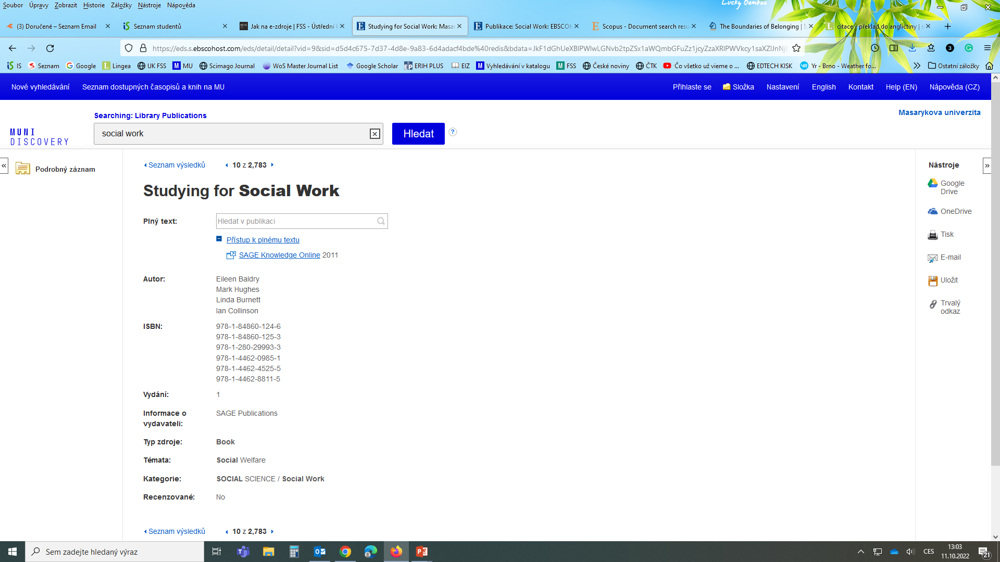 Lucky Bamboo
Soubor Úpravy Zobrazit Historie Záložky Nástroje Nápověda
(3) Doručené – Seznam Email
Seznam studentů
Jak na e-zdroje | FSS - Ústřední k
Studying for Social Work: Masar
Publikace: Social Work: EBSCOh
Scopus - Document search resu
The Boundaries of Belonging | S
citace - překlad do angličtiny | s
https://eds.s.ebscohost.com/eds/detail/detail?vid=9&sid=d5d4c675-7d37-4d8e-9a83-6d4adacf4bde%40redis&bdata=
3
IS Seznam Google Lingea UK FSS MU Scimago Journal WoS Master Journal List Google Scholar ERIH PLUS EIZ Vyhledávání v katalogu FSS České noviny ČTK Čo všetko už vieme o ... EDTECH KISK Yr - Brno - Weather fo... Ostatní záložky
Nové vyhledávání Seznam dostupných časopisů a knih na MU Přihlaste se Složka Nastavení English Kontakt Help (EN) Nápověda (CZ)
Searching: Library Publications
Masarykova univerzita
MUNI
DISCOVERY
social work
Hledat
?
Podrobný záznam
Seznam výsledků 10 z 2,783
Nástroje
Studying for Social Work
Google
Drive
OneDrive
Tisk
E-mail
Uložit
Trvalý
odkaz
Plný text: Hledat v publikaci
Přístup k plnému textu
SAGE Knowledge Online 2011
Autor: Eileen Baldry
Mark Hughes
Linda Burnett
Ian Collinson
ISBN: 978-1-84860-124-6
978-1-84860-125-3
978-1-280-29993-3
978-1-4462-0985-1
978-1-4462-4525-5
978-1-4462-8811-5
Vydání: 1
Informace o SAGE Publications
vydavateli:
Typ zdroje: Book
Témata: Social Welfare
Kategorie: SOCIAL SCIENCE / Social Work
Recenzované: No
Seznam výsledků 10 z 2,783
Sem zadejte hledaný výraz
CES
13:03
11.10.2022
21